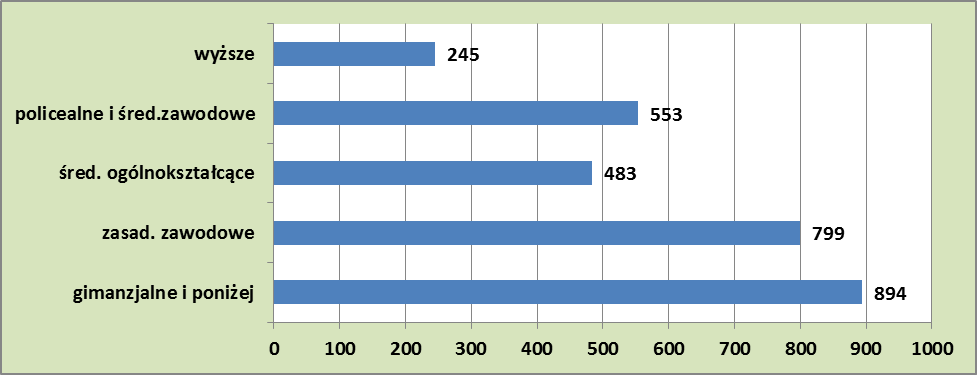 wyższe
245
policealne i śred.zawodowe
553
śred. ogólnokształcące
483
zasad. zawodowe
799
gimanzjalne i poniżej
894
0 100 200 300 400 500 600 700 800 900 1000